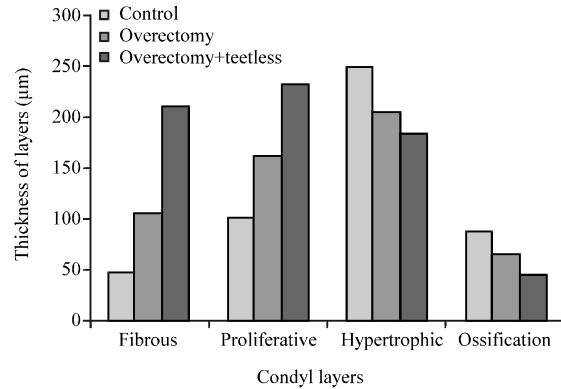 Control
Overectomy
Overectomy+teetless
300
250
200
150
100
50
0
Thickness of layers (µm)
Fibrous Proliferative Hypertrophic Ossification
Condyl layers